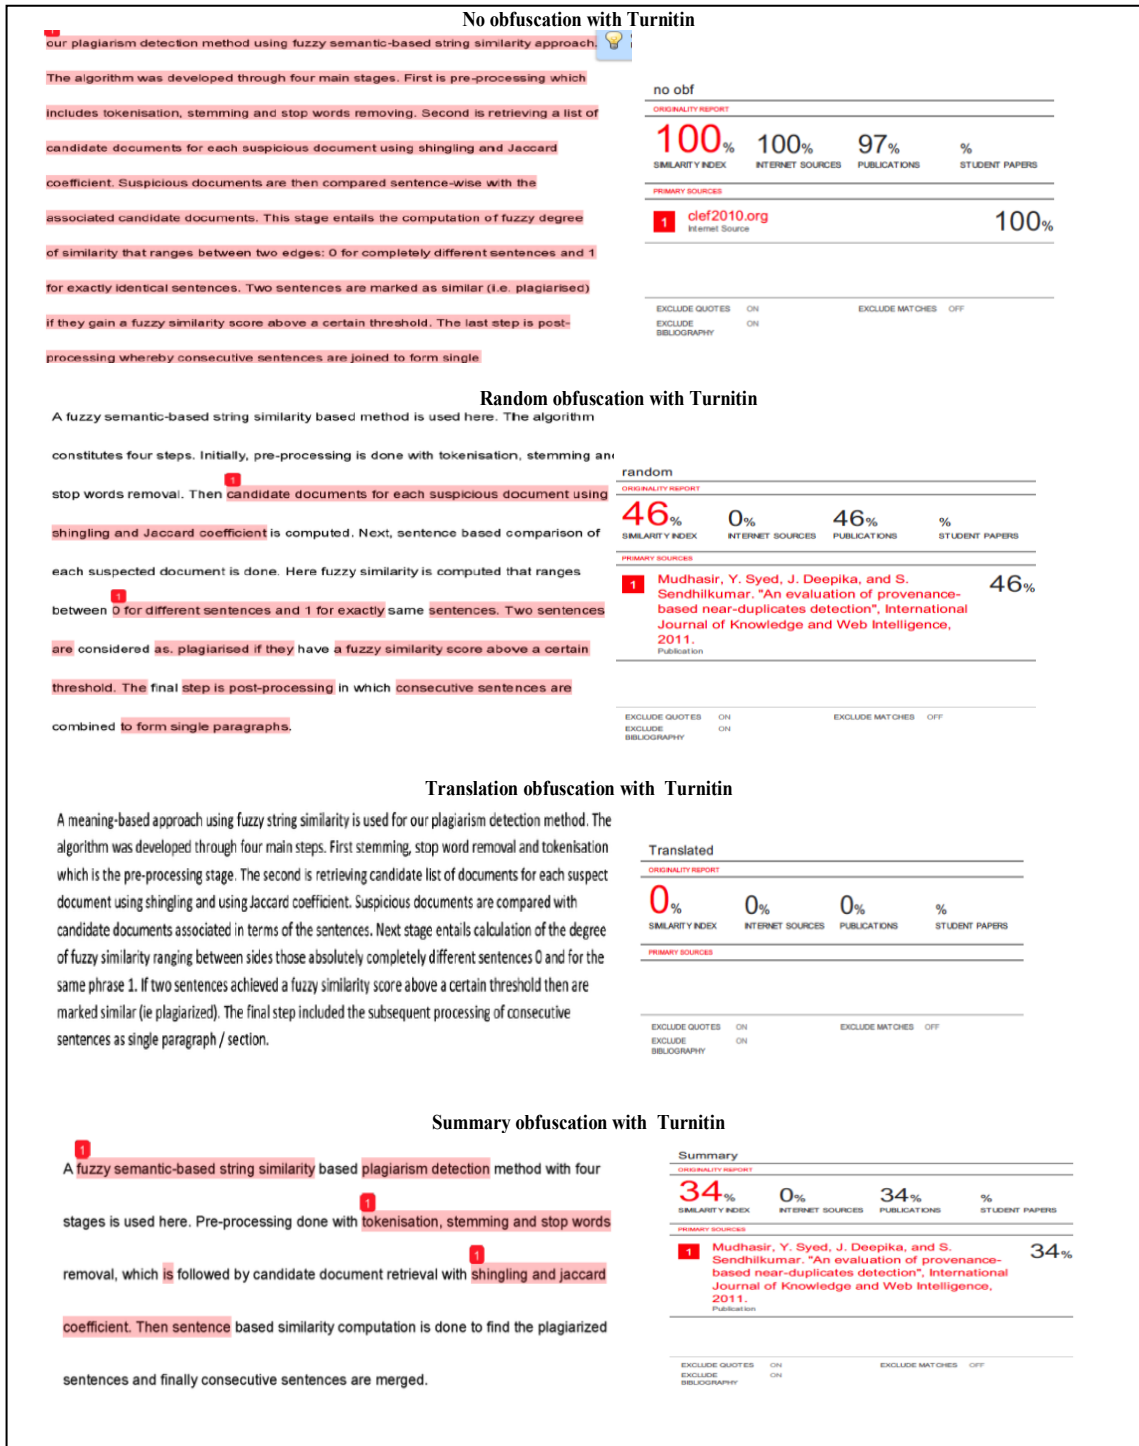 No obfuscation with Turnitin
1
our plagiarism detection method using fuzzy semantic-based string similarity approach.
The algorithm was developed through four main stages. First is pre-processing which
includes tokenisation, stemming and stop words removing. Second is retrieving a list of
candidate documents for each suspicious document using shingling and Jaccard
coefficient. Suspicious documents are then compared sentence-wise with the
associated candidate documents. This stage entails the computation of fuzzy degree
of similarity that ranges between two edges: 0 for completely different sentences and 1
for exactly identical sentences. Two sentences are marked as similar (i.e. plagiarised)
if they gain a fuzzy similarity score above a certain threshold. The last step is post-
processing whereby consecutive sentences are joined to form single
no obf
ORIGINALITY REPORT
100% 100% 97% %
SIMILARITY INDEX INTERNET SOURCES PUBLICATIONS STUDENT PAPERS
PRIMARY SOURCES
1 clef2010.org 100%
Internet Source
EXCLUDE QUOTES ON EXCLUDE MATCHES OFF
EXCLUDE ON
BIBLIOGRAPHY
Random obfuscation with Turnitin
A fuzzy semantic-based string similarity based method is used here. The algorithm
constitutes four steps. Initially, pre-processing is done with tokenisation, stemming and
1
stop words removal. Then candidate documents for each suspicious document using
shingling and Jaccard coefficient is computed. Next, sentence based comparison of
each suspected document is done. Here fuzzy similarity is computed that ranges
1
between 0 for different sentences and 1 for exactly same sentences. Two sentences
are considered as. plagiarised if they have a fuzzy similarity score above a certain
threshold. The final step is post-processing in which consecutive sentences are
combined to form single paragraphs.
random
ORIGINALITY REPORT
46% 0% 46% %
SIMILARITY INDEX INTERNET SOURCES PUBLICATIONS STUDENT PAPERS
PRIMARY SOURCES
1 Mudhasir, Y. Syed, J. Deepika, and S. 46%
Sendhilkumar. "An evaluation of provenance-
based near-duplicates detection", International
Journal of Knowledge and Web Intelligence,
2011.
Publication
EXCLUDE QUOTES ON EXCLUDE MATCHES OFF
EXCLUDE ON
BIBLIOGRAPHY
Translation obfuscation with Turnitin
A meaning-based approach using fuzzy string similarity is used for our plagiarism detection method. The
algorithm was developed through four main steps. First stemming, stop word removal and tokenisation
which is the pre-processing stage. The second is retrieving candidate list of documents for each suspect
document using shingling and using Jaccard coefficient. Suspicious documents are compared with
candidate documents associated in terms of the sentences. Next stage entails calculation of the degree
of fuzzy similarity ranging between sides those absolutely completely different sentences 0 and for the
same phrase 1. If two sentences achieved a fuzzy similarity score above a certain threshold then are
marked similar (ie plagiarized). The final step included the subsequent processing of consecutive
sentences as single paragraph / section.
Translated
ORIGINALITY REPORT
0% 0% 0% %
SIMILARITY INDEX INTERNET SOURCES PUBLICATIONS STUDENT PAPERS
PRIMARY SOURCES
EXCLUDE QUOTES ON EXCLUDE MATCHES OFF
EXCLUDE ON
BIBLIOGRAPHY
Summary obfuscation with Turnitin
1
A fuzzy semantic-based string similarity based plagiarism detection method with four
1
stages is used here. Pre-processing done with tokenisation, stemming and stop words
1
removal, which is followed by candidate document retrieval with shingling and jaccard
coefficient. Then sentence based similarity computation is done to find the plagiarized
sentences and finally consecutive sentences are merged.
Summary
ORIGINALITY REPORT
34% 0% 34% %
SIMILARITY INDEX INTERNET SOURCES PUBLICATIONS STUDENT PAPERS
PRIMARY SOURCES
1 Mudhasir, Y. Syed, J. Deepika, and S. 34%
Sendhilkumar. "An evaluation of provenance-
based near-duplicates detection", International
Journal of Knowledge and Web Intelligence,
2011.
Publication
EXCLUDE QUOTES ON EXCLUDE MATCHES OFF
EXCLUDE ON
BIBLIOGRAPHY